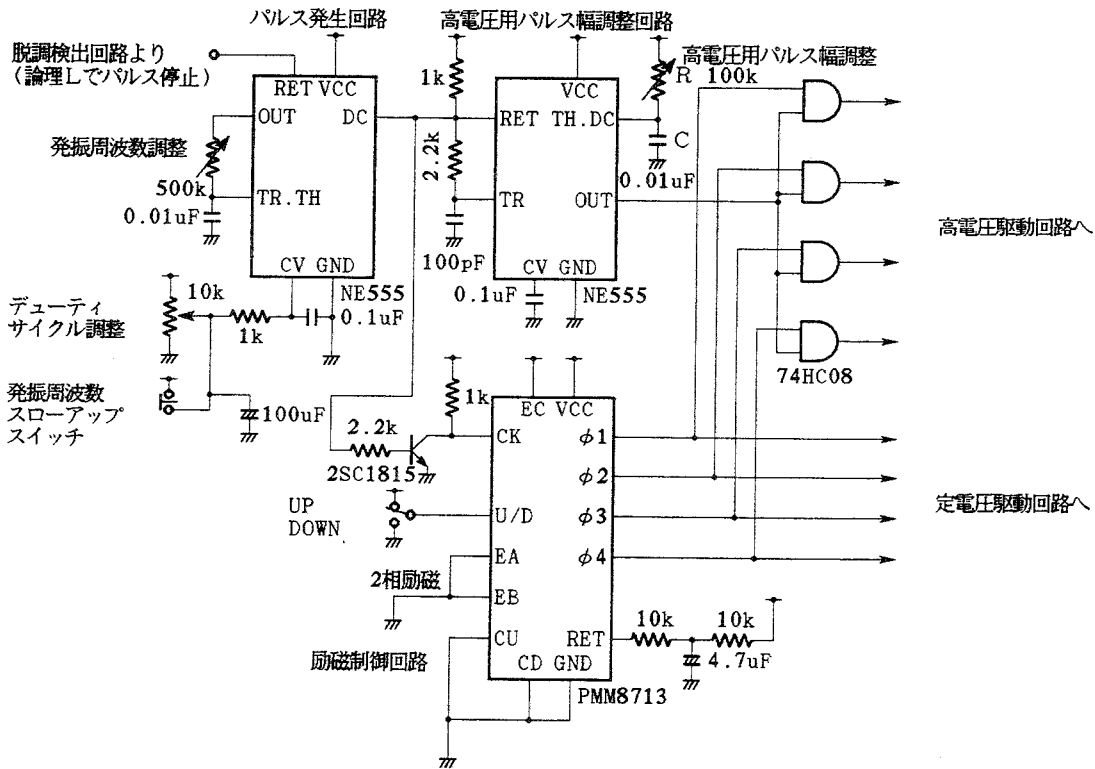 パルス発生回路
高電圧用パルス幅調整回路
脱調検出回路より
(論理Lでパルス停止)
高電圧用パルス幅調整
RET VCC
1k
VCC
R 100k
OUT
DC
RET TH.DC
発振周波数調整
2.2k
C
500k
0.01uF
TR.TH
TR
OUT
0.01uF
高電圧駆動回路へ
100pF
CV GND
CV GND
NE555
0.1uF
NE555
デューティ
サイクル調整
10k
1k
0.1uF
74HC08
発振周波数
スローアップ
スイッチ
100uF
1k
EC VCC
2.2k
CK
φ1
2SC1815
φ2
UP
DOWN
U/D
φ3
定電圧駆動回路へ
EA
φ4
2相励磁
EB
10k
10k
CU
RET
励磁制御回路
CD GND
4.7uF
PMM8713